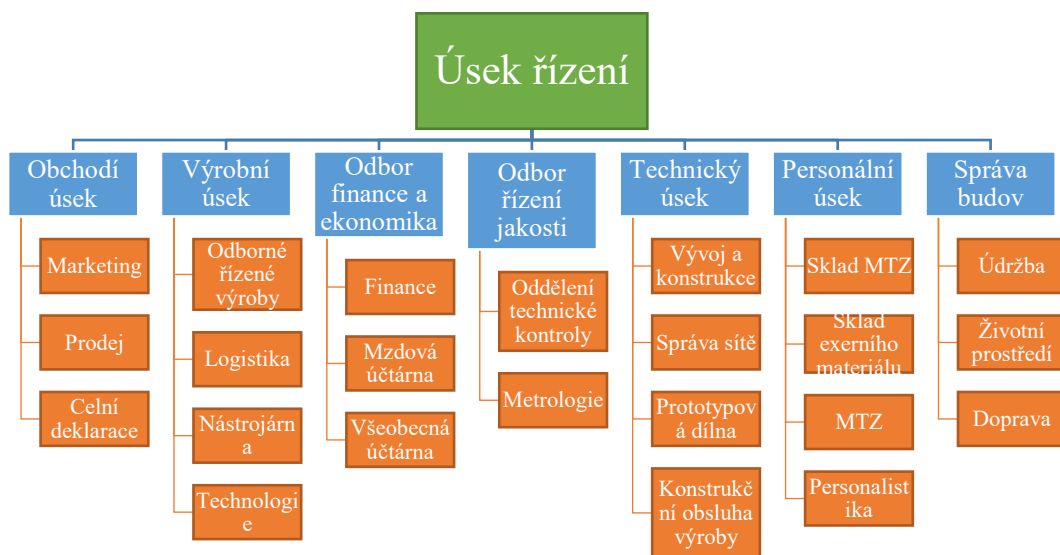 Úsek řízení
Obchodí
úsek
Marketing
Prodej
Celní
deklarace
Výrobní
úsek
Odborné
řízené
výroby
Logistika
Nástrojárn
a
Technologi
e
Odbor
finance a
ekonomika
Finance
Mzdová
účtárna
Všeobecná
účtárna
Odbor
řízení
jakosti
Oddělení
technické
kontroly
Metrologie
Technický
úsek
Vývoj a
konstrukce
Správa sítě
Prototypov
á dílna
Konstrukč
ní obsluha
výroby
Personální
úsek
Sklad MTZ
Sklad
exerního
materiálu
MTZ
Personalist
ika
Správa
budov
Údržba
Životní
prostředí
Doprava